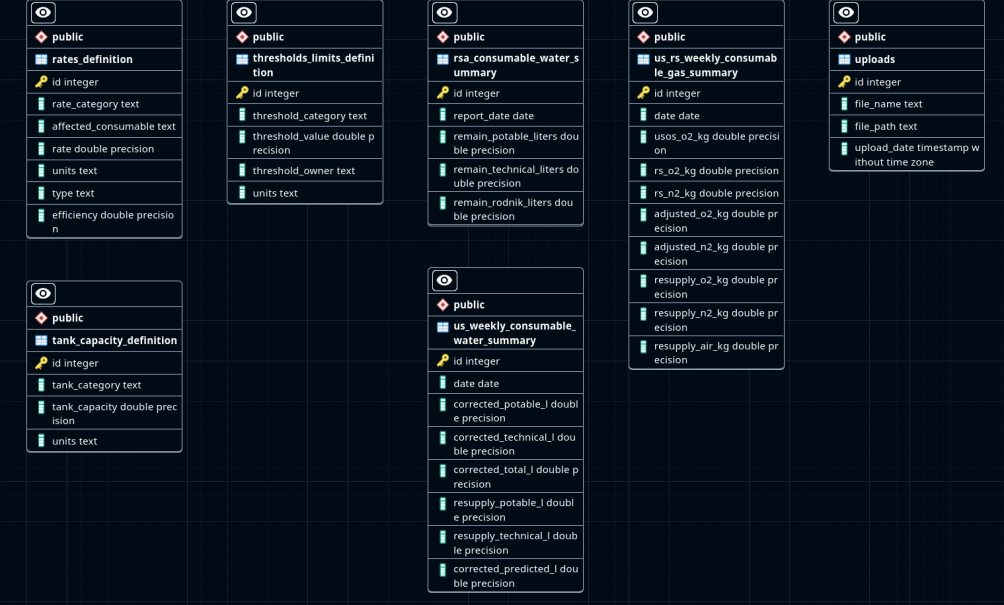 public
rates_definition
id integer
rate_category text
affected_consumable text
rate double precision
units text
type text
efficiency double precisio
n
public
thresholds_limits_defini
tion
id integer
threshold_category text
threshold_value double p
recision
threshold_owner text
units text
public
rsa_consumable_water_s
ummary
id integer
report_date date
remain_potable_liters dou
ble precision
remain_technical_liters do
uble precision
remain_rodnik_liters dou
ble precision
public
us_rs_weekly_consumab
le_gas_summary
id integer
date date
usos_o2_kg double precisi
on
rs_o2_kg double precision
rs_n2_kg double precision
adjusted_o2_kg double pr
ecision
adjusted_n2_kg double pr
ecision
resupply_o2_kg double pr
ecision
resupply_n2_kg double pr
ecision
resupply_air_kg double pr
ecision
public
uploads
id integer
file_name text
file_path text
upload_date timestamp w
ithout time zone
public
tank_capacity_definition
id integer
tank_category text
tank_capacity double prec
ision
units text
public
us_weekly_consumable_
water_summary
id integer
date date
corrected_potable_l doubl
e precision
corrected_technical_l dou
ble precision
corrected_total_l double p
recision
resupply_potable_l doubl
e precision
resupply_technical_l doub
le precision
corrected_predicted_l dou
ble precision